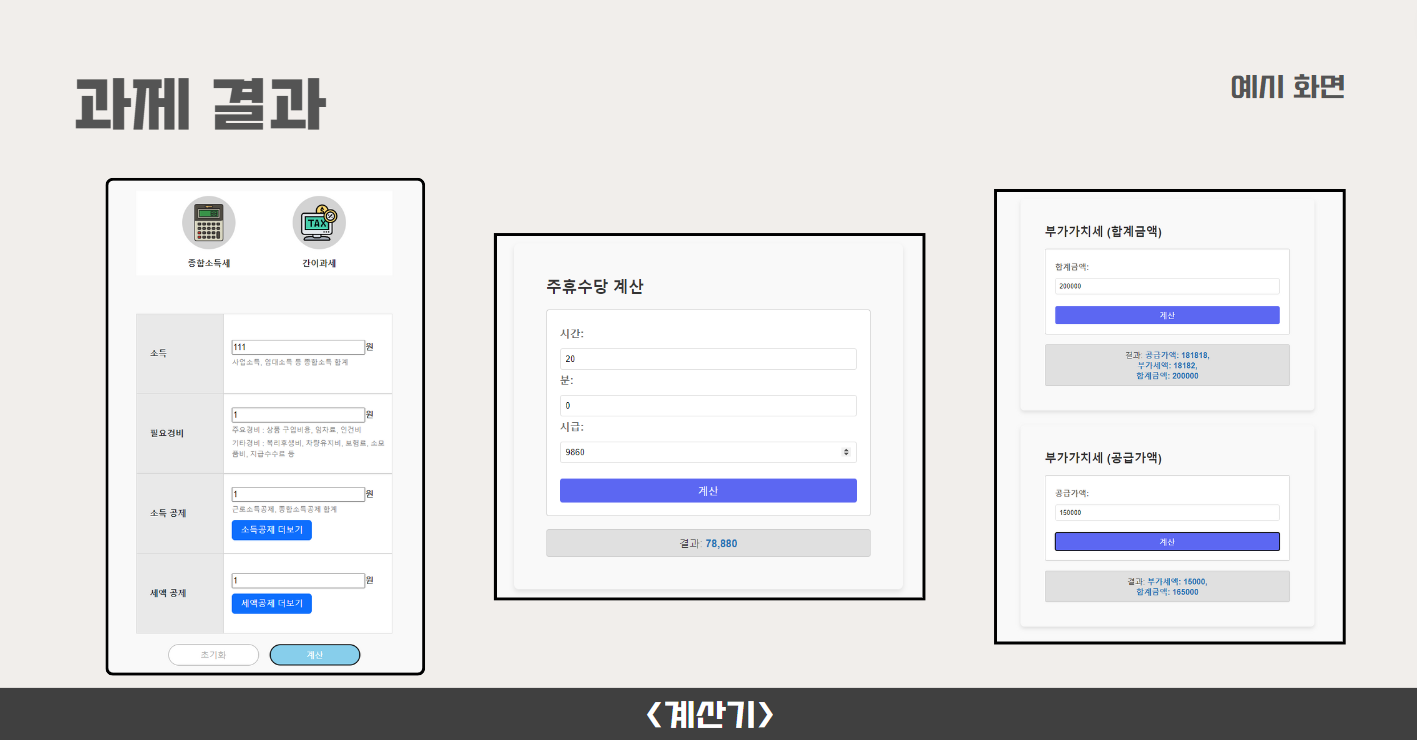 과제 결과
예시 화면
TAX
종합소득세
간이과세
소득
111 원
사업소득, 임대소득 등 종합소득 합계
필요경비
1 원
주요경비 : 상품 구입비용, 임차료, 인건비
기타경비 : 복리후생비, 차량유지비, 보험료, 소모
품비, 지급수수료 등
소득 공제
1 원
근로소득공제, 종합소득공제 합계
소득공제 더보기
세액 공제
1 원
세액공제 더보기
초기화
계산
주휴수당 계산
시간:
20
분:
0
시급:
9860
계산
결과: 78,880
부가가치세 (합계금액)
합계금액:
200000
계산
결과: 공급가액: 181818,
부가세액: 18182,
합계금액: 200000
부가가치세 (공급가액)
공급가액:
150000
계산
결과: 부가세액: 15000,
합계금액: 165000
<계산기>